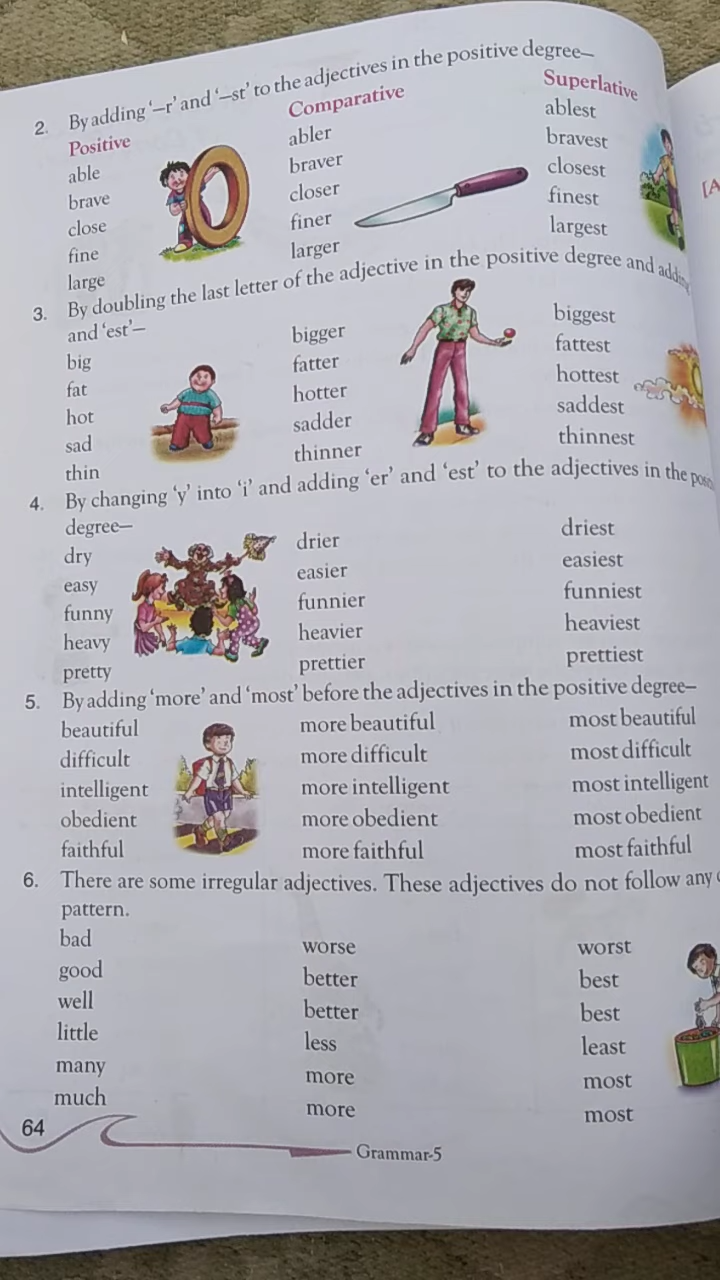 2. By adding ‘–r’ and ‘–st’ to the adjectives in the positive degree–
Positive Comparative Superlative
able abler ablest
brave braver bravest
close closer closest
fine finer finest
large larger largest
3. By doubling the last letter of the adjective in the positive degree and adding
and ‘est’–
big bigger biggest
fat fatter fattest
hot hotter hottest
sad sadder saddest
thin thinner thinnest
4. By changing ‘y’ into ‘i’ and adding ‘er’ and ‘est’ to the adjectives in the
degree–
dry drier driest
easy easier easiest
funny funnier funniest
heavy heavier heaviest
pretty prettier prettiest
5. By adding ‘more’ and ‘most’ before the adjectives in the positive degree–
beautiful more beautiful most beautiful
difficult more difficult most difficult
intelligent more intelligent most intelligent
obedient more obedient most obedient
faithful more faithful most faithful
6. There are some irregular adjectives. These adjectives do not follow any
pattern.
bad worse worst
good better best
well better best
little less least
many more most
much more most
64
Grammar-5
[A